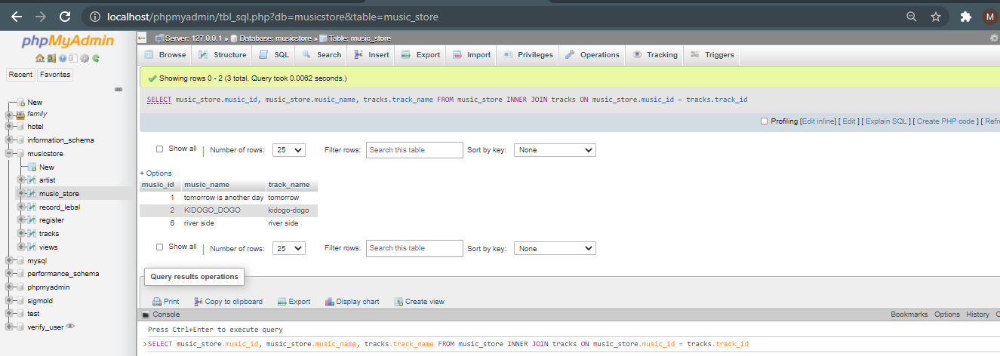 localhost/phpmyadmin/tbl_sql.php?db=musicstore&table=music_store
M
phpMyAdmin
Recent Favorites
New
family
hotel
information_schema
musicstore
New
artist
music_store
record_lebal
register
tracks
views
mysql
performance_schema
phpmyadmin
sigmold
test
verify_user
Server: 127.0.0.1 » Database: musicstore » Table: music_store
Browse Structure SQL Search Insert Export Import Privileges Operations Tracking Triggers
Showing rows 0 - 2 (3 total, Query took 0.0062 seconds.)
SELECT music_store.music_id, music_store.music_name, tracks.track_name FROM music_store INNER JOIN tracks ON music_store.music_id = tracks.track_id
Profiling [Edit inline] [ Edit ] [ Explain SQL ] [ Create PHP code ] [ Refr
Show all | Number of rows: 25 Filter rows: Search this table Sort by key: None
+ Options
music_id music_name track_name
1 tomorrow is another day tomorrow
2 KIDOGO_DOGO kidogo-dogo
6 river side river side
Show all | Number of rows: 25 Filter rows: Search this table Sort by key: None
Query results operations
Print Copy to clipboard Export Display chart Create view
Console Bookmarks Options History C
Press Ctrl+Enter to execute query
>SELECT music_store.music_id, music_store.music_name, tracks.track_name FROM music_store INNER JOIN tracks ON music_store.music_id = tracks.track_id